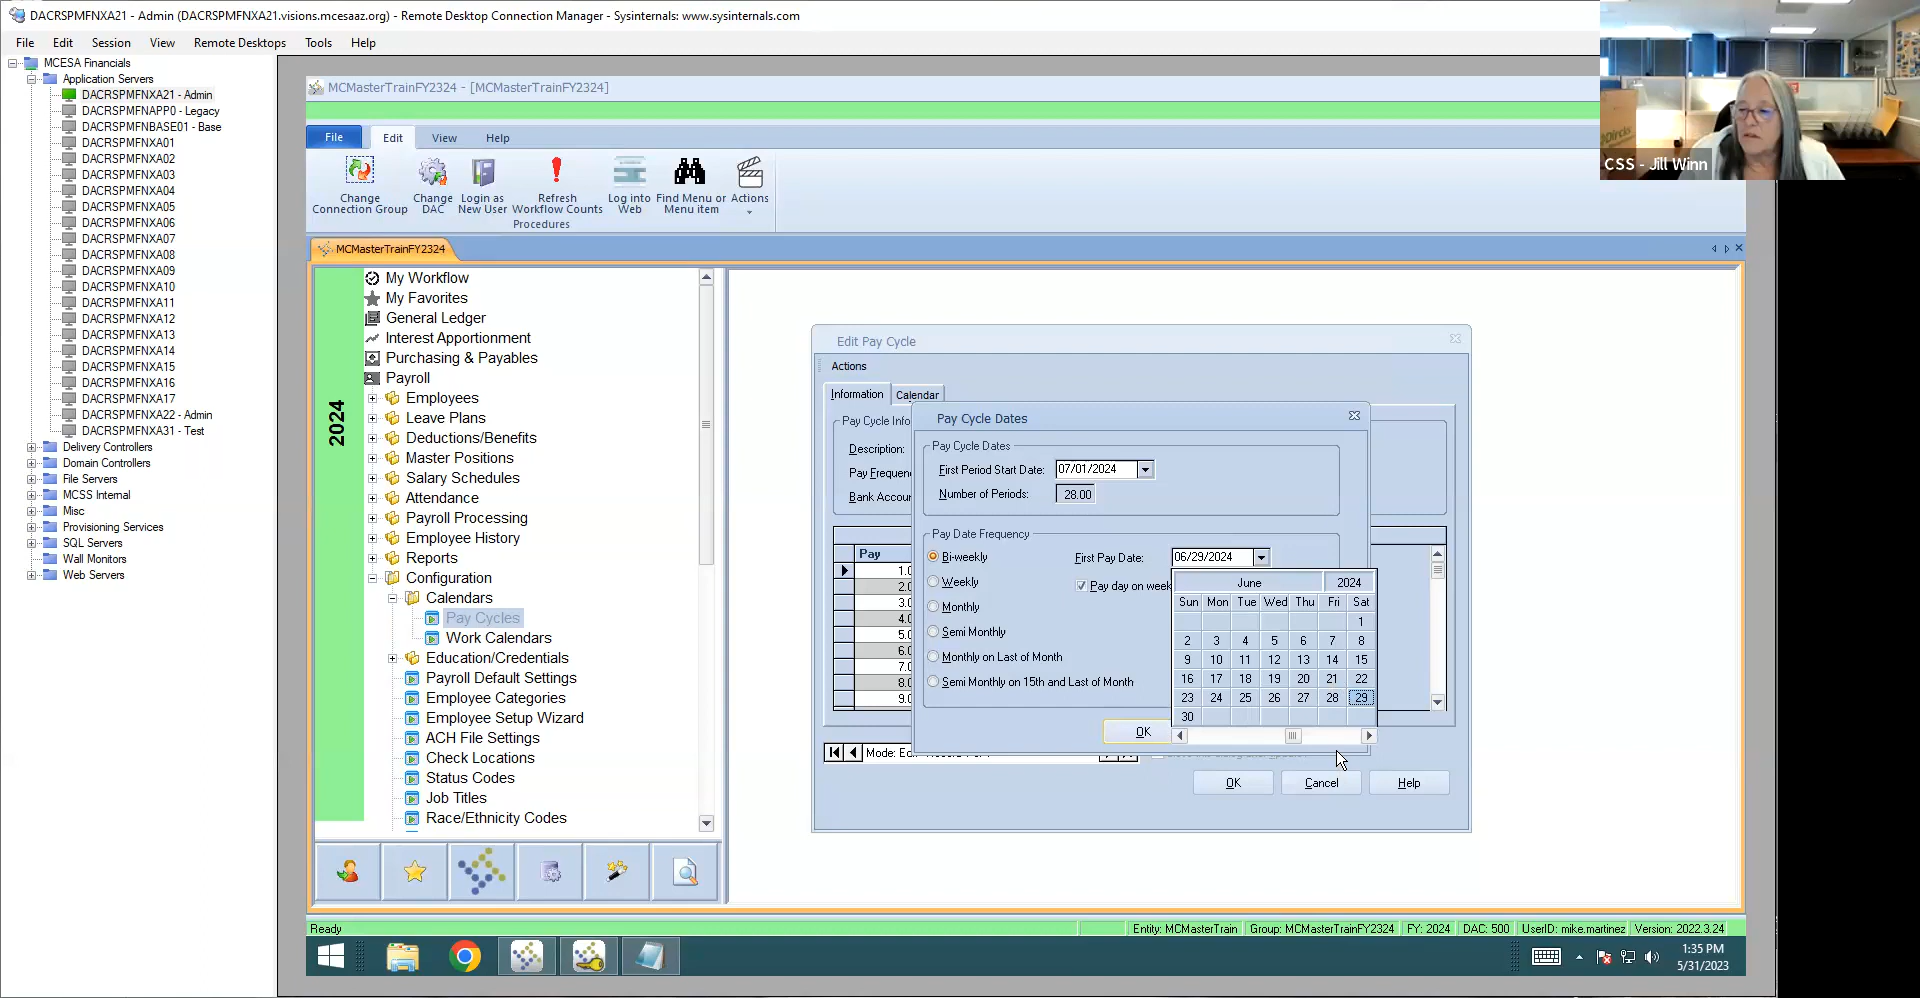 DACRSPMFNXA21 - Admin (DACRSPMFNXA21.visions.mcesaaz.org) - Remote Desktop Connection Manager - Sysinternals: www.sysinternals.com
File Edit Session View Remote Desktops Tools Help
MCESA Financials
Application Servers
DACRSPMFNXA21 - Admin
DACRSPMFNAPP0 - Legacy
DACRSPMFNBASE01 - Base
DACRSPMFNXA01
DACRSPMFNXA02
DACRSPMFNXA03
DACRSPMFNXA04
DACRSPMFNXA05
DACRSPMFNXA06
DACRSPMFNXA07
DACRSPMFNXA08
DACRSPMFNXA09
DACRSPMFNXA10
DACRSPMFNXA11
DACRSPMFNXA12
DACRSPMFNXA13
DACRSPMFNXA14
DACRSPMFNXA15
DACRSPMFNXA16
DACRSPMFNXA17
DACRSPMFNXA22 - Admin
DACRSPMFNXA31 - Test
Delivery Controllers
Domain Controllers
File Servers
MCSS Internal
Misc
Provisioning Services
SQL Servers
Wall Monitors
Web Servers
MCMasterTrainFY2324 - [MCMasterTrainFY2324]
File Edit View Help
Change Connection Group
Change DAC
Login as New User
Refresh Workflow Counts
Log into Web
Find Menu or Menu item
Actions
Procedures
MCMasterTrainFY2324
2024
My Workflow
My Favorites
General Ledger
Interest Apportionment
Purchasing & Payables
Payroll
Employees
Leave Plans
Deductions/Benefits
Master Positions
Salary Schedules
Attendance
Payroll Processing
Employee History
Reports
Configuration
Calendars
Pay Cycles
Work Calendars
Education/Credentials
Payroll Default Settings
Employee Categories
Employee Setup Wizard
ACH File Settings
Check Locations
Status Codes
Job Titles
Race/Ethnicity Codes
Edit Pay Cycle
Actions
Information Calendar
Pay Cycle Info
Description:
Pay Frequenc
Bank Accour
Pay
1.0
2.0
3.0
4.0
5.0
6.0
7.0
8.0
9.0
Pay Cycle Dates
Pay Cycle Dates
First Period Start Date: 07/01/2024
Number of Periods: 28.00
Pay Date Frequency
Bi-weekly
Weekly
Monthly
Semi Monthly
Monthly on Last of Month
Semi Monthly on 15th and Last of Month
First Pay Date: 06/29/2024
Pay day on week
June 2024
Sun Mon Tue Wed Thu Fri Sat
1
2 3 4 5 6 7 8
9 10 11 12 13 14 15
16 17 18 19 20 21 22
23 24 25 26 27 28 29
30
OK
Mode:
OK Cancel Help
Ready
Entity: MCMasterTrain Group: MCMasterTrainFY2324 FY: 2024 DAC: 500 UserID: mike.martinez Version: 2022.3.24
1:35 PM
5/31/2023
CSS - Jill Winn